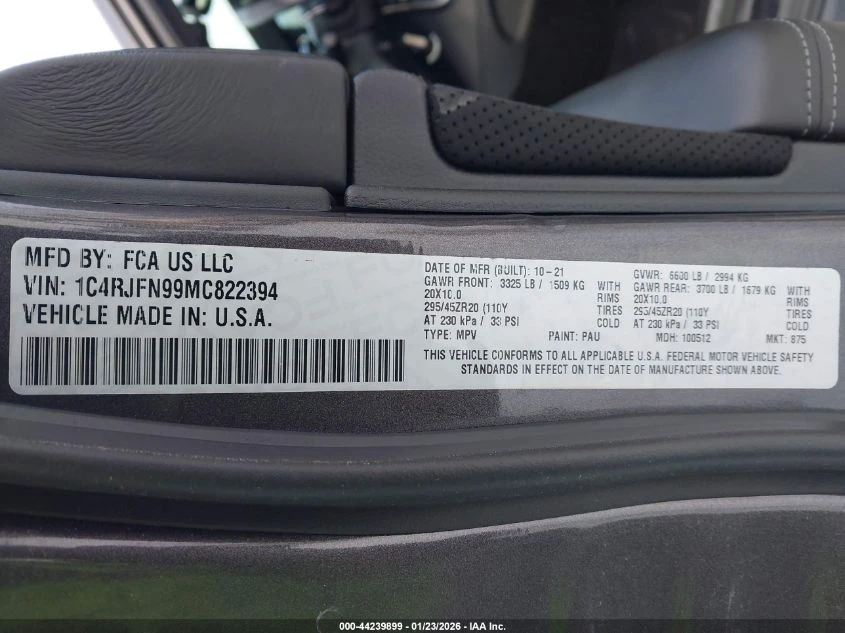 MFD BY: FCA US LLC
VIN: 1C4RJFN99MC822394
VEHICLE MADE IN: U.S.A.
DATE OF MFR (BUILT): 10-21
GAWR FRONT: 3325 LB / 1509 KG WITH
20X10.0 RIMS
295/45ZR20 (110Y TIRES
AT 230 kPa / 33 PSI COLD
TYPE: MPV PAINT: PAU
GVWR: 6600 LB / 2994 KG
GAWR REAR: 3700 LB / 1679 KG WITH
20X10.0 RIMS
295/45ZR20 (110Y TIRES
AT 230 kPa / 33 PSI COLD
MDH: 100512 MKT: 875
THIS VEHICLE CONFORMS TO ALL APPLICABLE U.S.A. FEDERAL MOTOR VEHICLE SAFETY
STANDARDS IN EFFECT ON THE DATE OF MANUFACTURE SHOWN ABOVE.
000-44239899 - 01/23/2026 - IAA Inc.